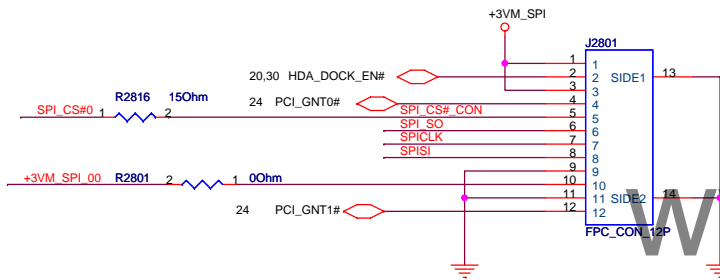 +3VM_SPI
J2801
1 1
20,30 HDA_DOCK_EN# 2 2 SIDE1 13
3 3
24 PCI_GNT0# 4 4
SPI_CS#0 1 R2816 15Ohm 2 SPI_CS#_CON 5 5
SPI_SO 6 6
SPICLK 7 7
SPISI 8 8
9 9
+3VM_SPI_00 2 R2801 1 0Ohm 10 10
11 11 SIDE2 14
24 PCI_GNT1# 12 12
FPC_CON_12P
W